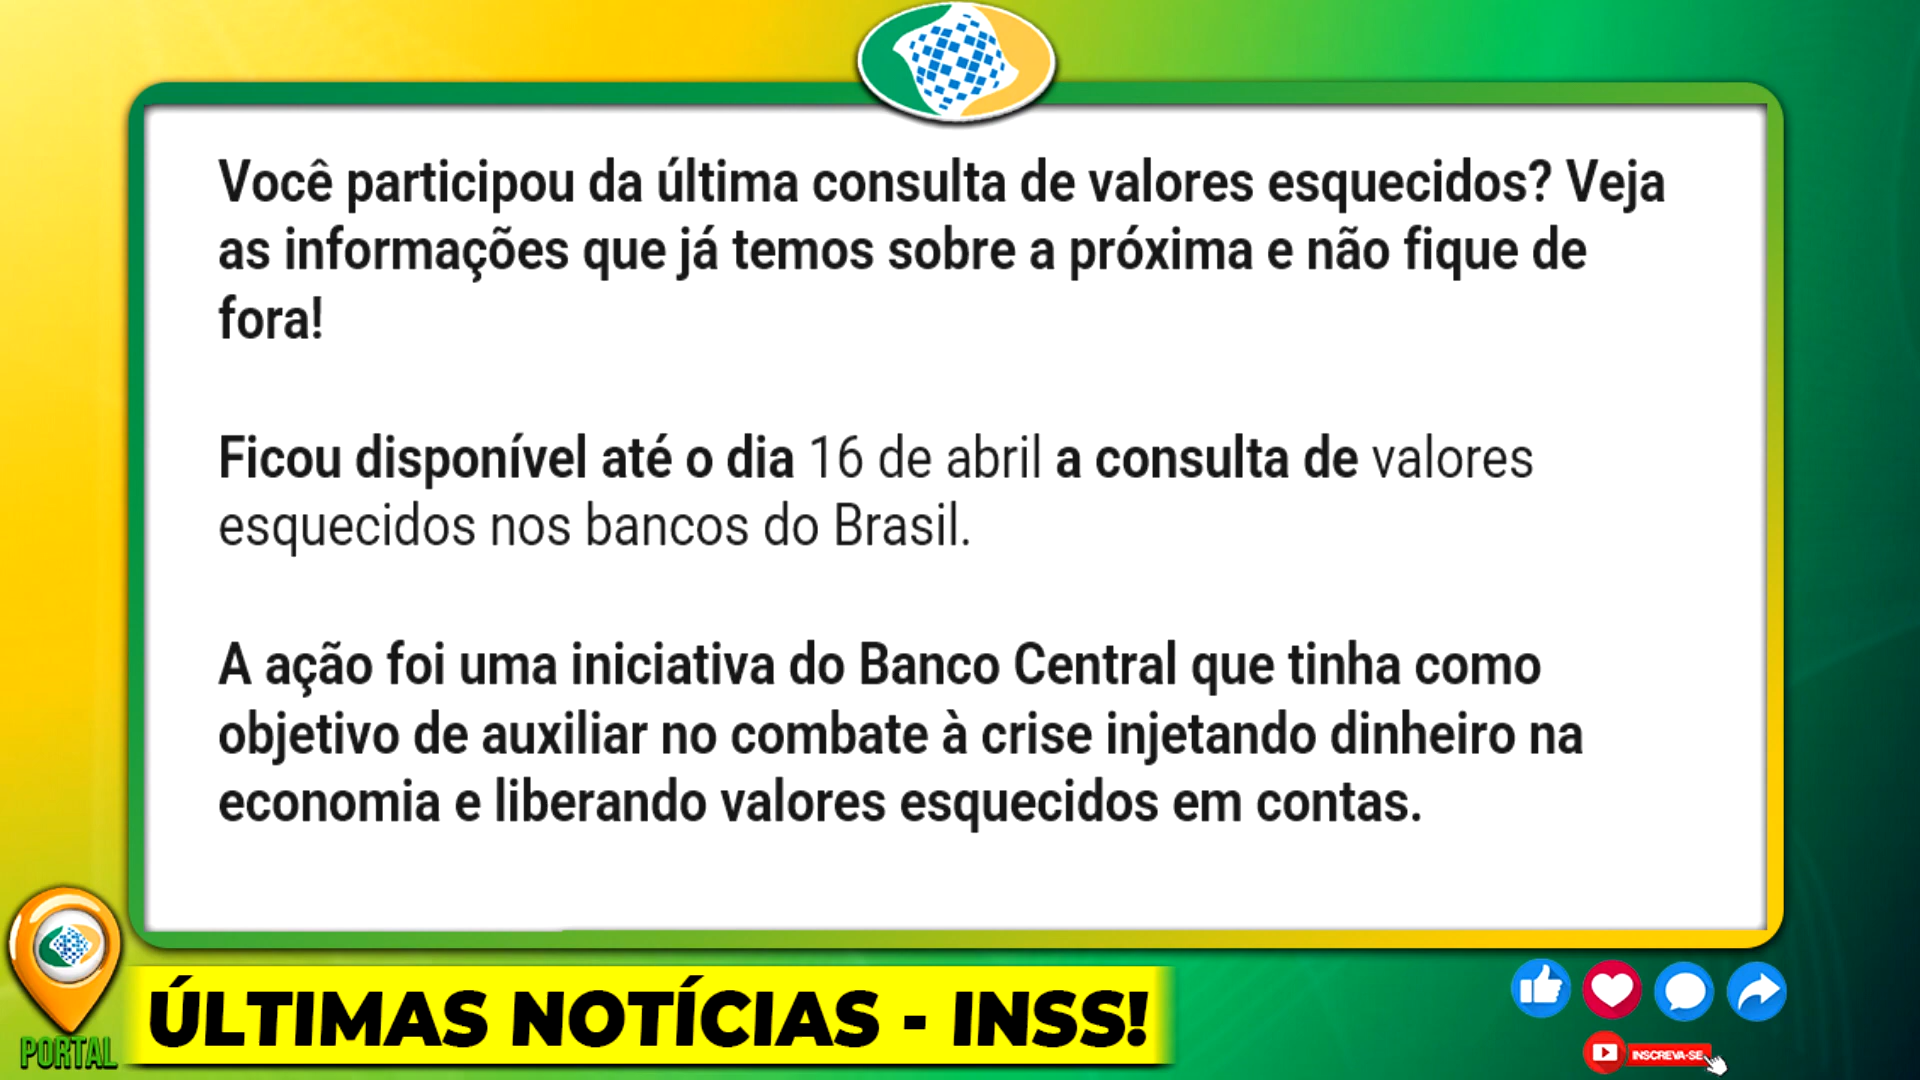 Você participou da última consulta de valores esquecidos? Veja
as informações que já temos sobre a próxima e não fique de
fora!
Ficou disponível até o dia 16 de abril a consulta de valores
esquecidos nos bancos do Brasil.
A ação foi uma iniciativa do Banco Central que tinha como
objetivo de auxiliar no combate à crise injetando dinheiro na
economia e liberando valores esquecidos em contas.
PORTAL
ÚLTIMAS NOTÍCIAS - INSS!
INSCREVA-SE